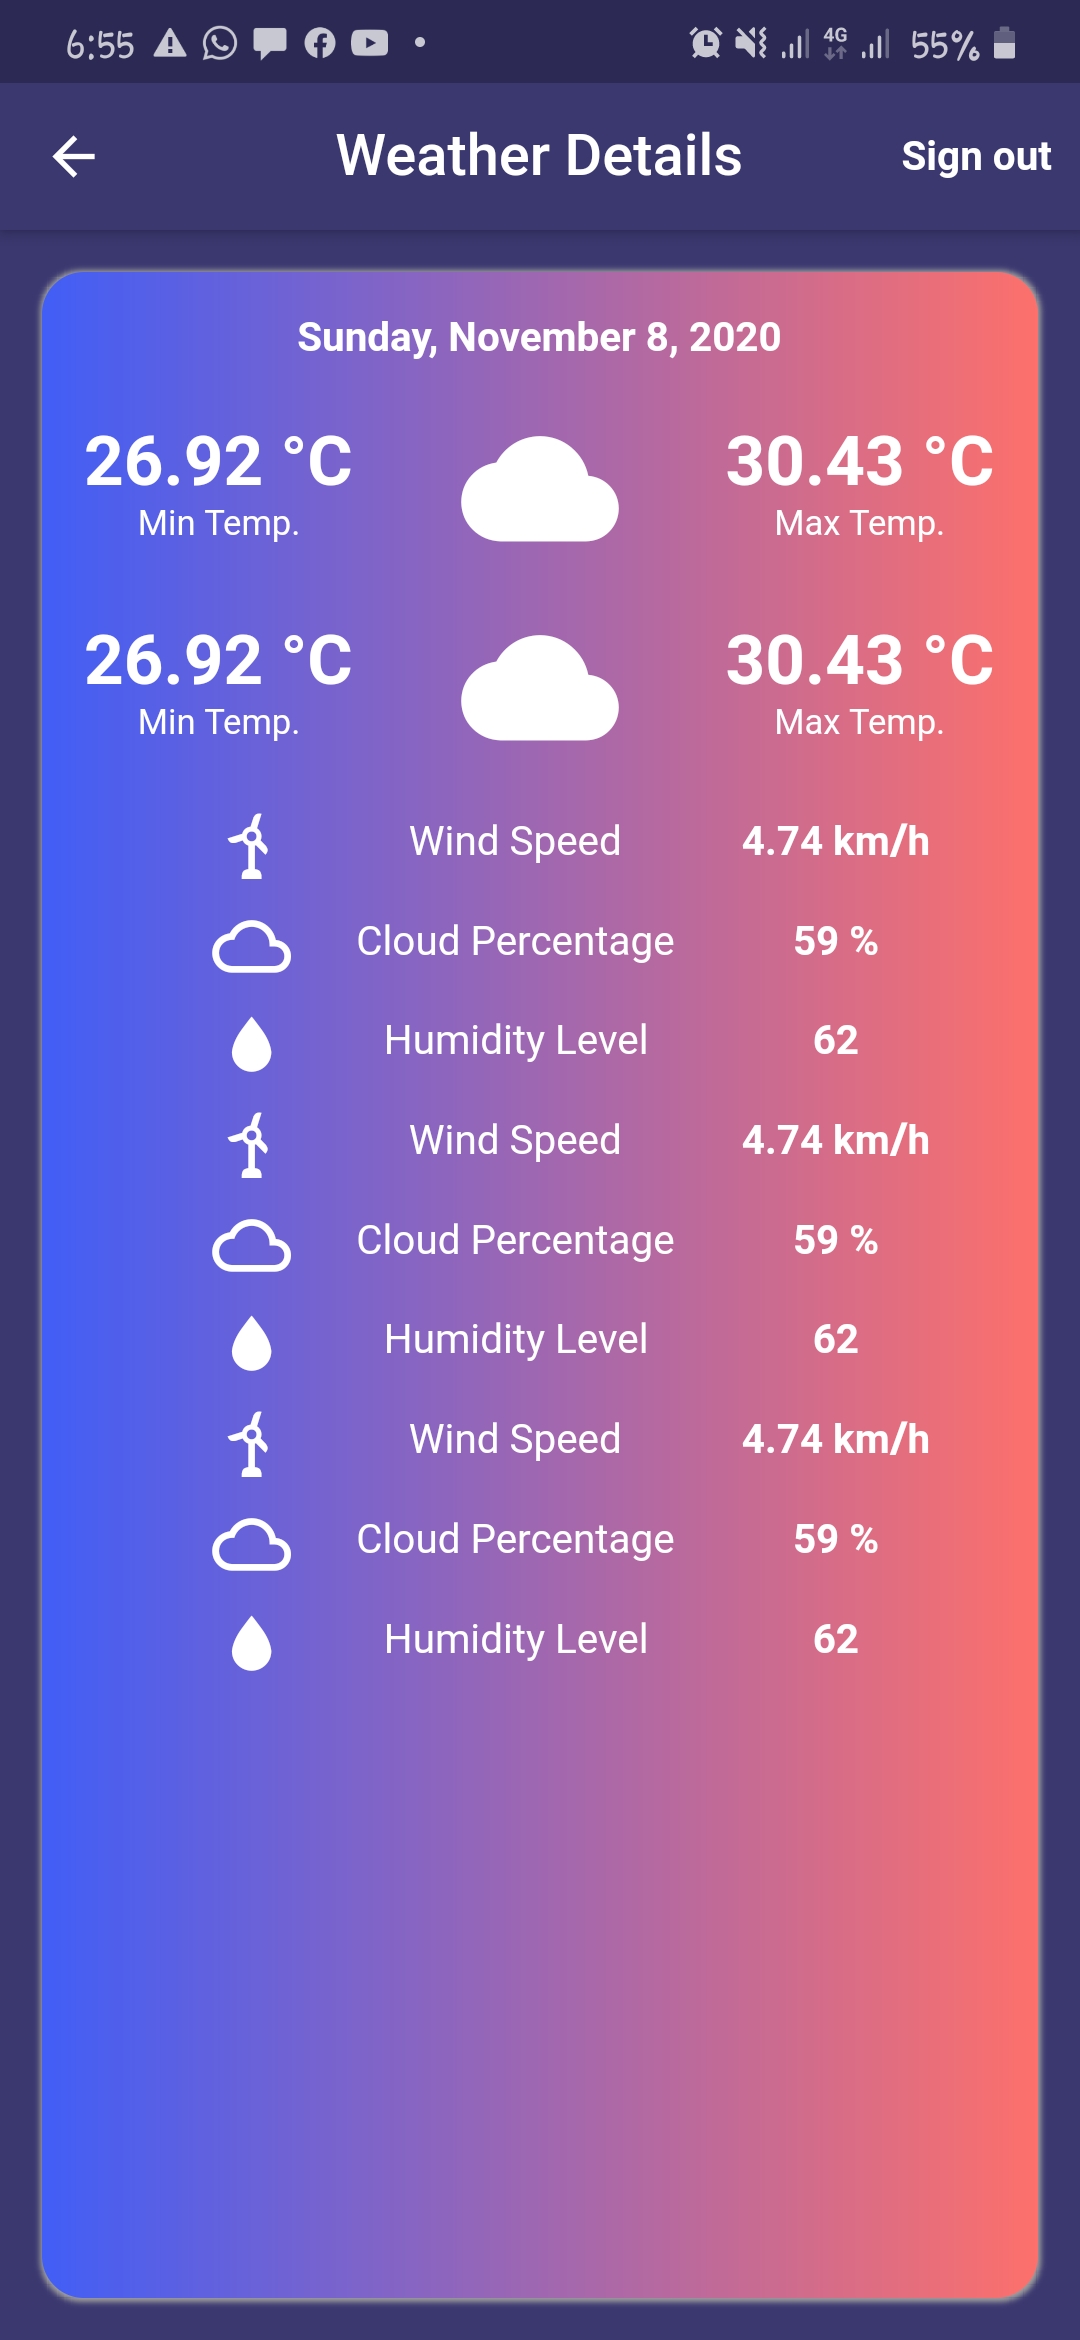 6:55 4G 55%
Weather Details Sign out
Sunday, November 8, 2020
26.92 °C 30.43 °C
Min Temp. Max Temp.
26.92 °C 30.43 °C
Min Temp. Max Temp.
Wind Speed 4.74 km/h
Cloud Percentage 59 %
Humidity Level 62
Wind Speed 4.74 km/h
Cloud Percentage 59 %
Humidity Level 62
Wind Speed 4.74 km/h
Cloud Percentage 59 %
Humidity Level 62